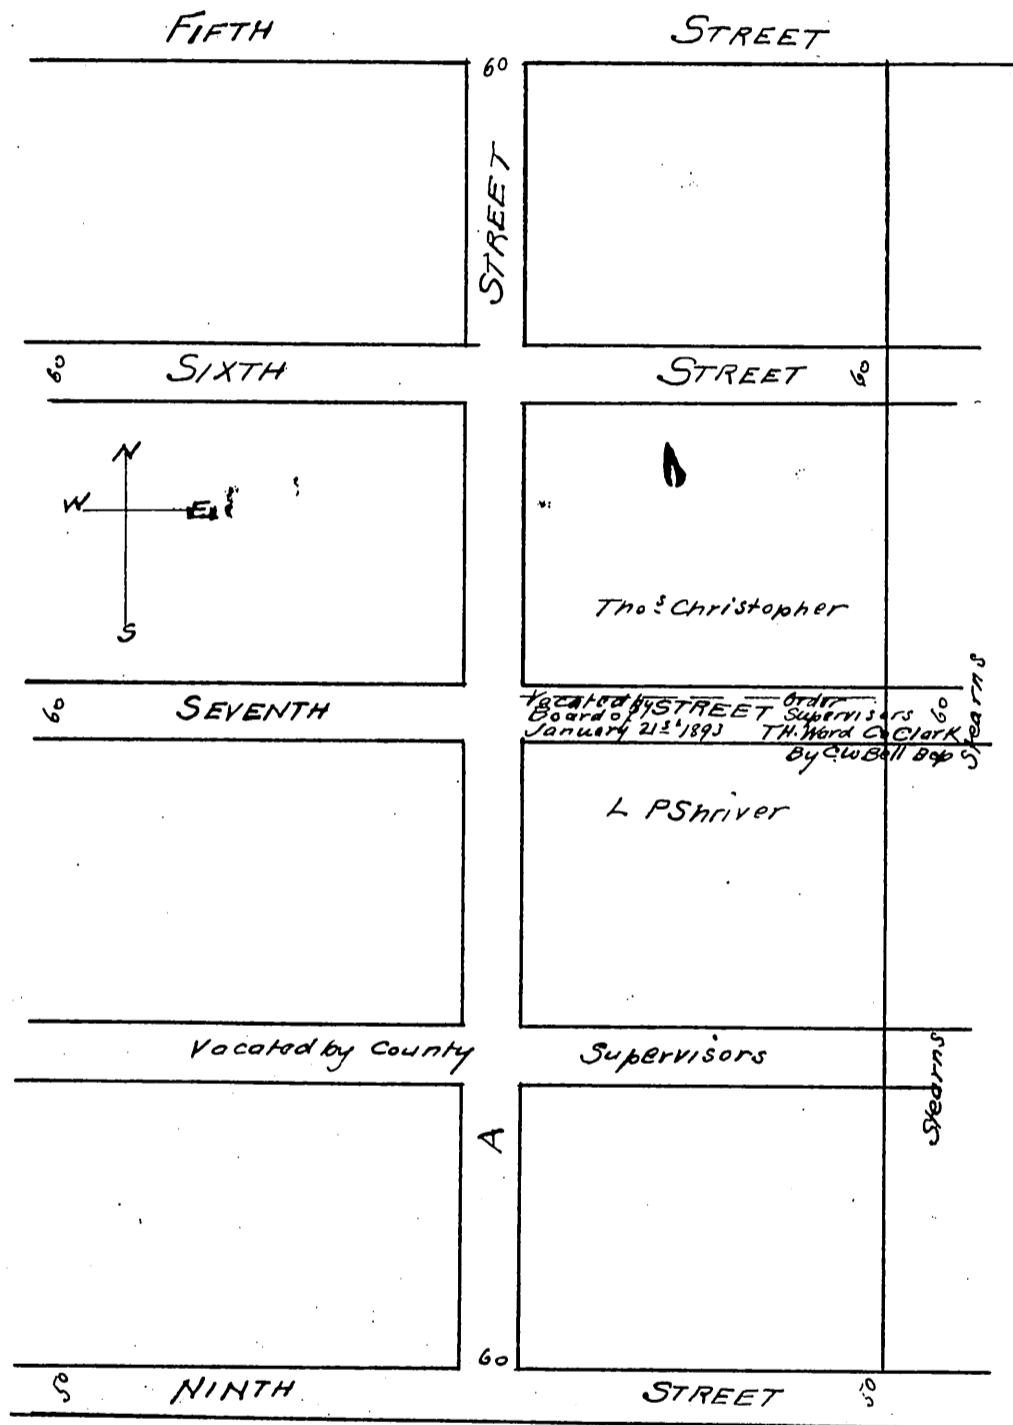 FIFTH STREET
60
STREET
60 SIXTH STREET 60
N
W E
S
Thos Christopher
Stearns
60 SEVENTH STREET 60
Vacated by Order
Board of Supervisors
January 21st 1893 T.H. Ward Co Clark
By C.W Bell Dep
L P Shriver
Vacated by County Supervisors
Stearns
A
60
50 NINTH STREET 50